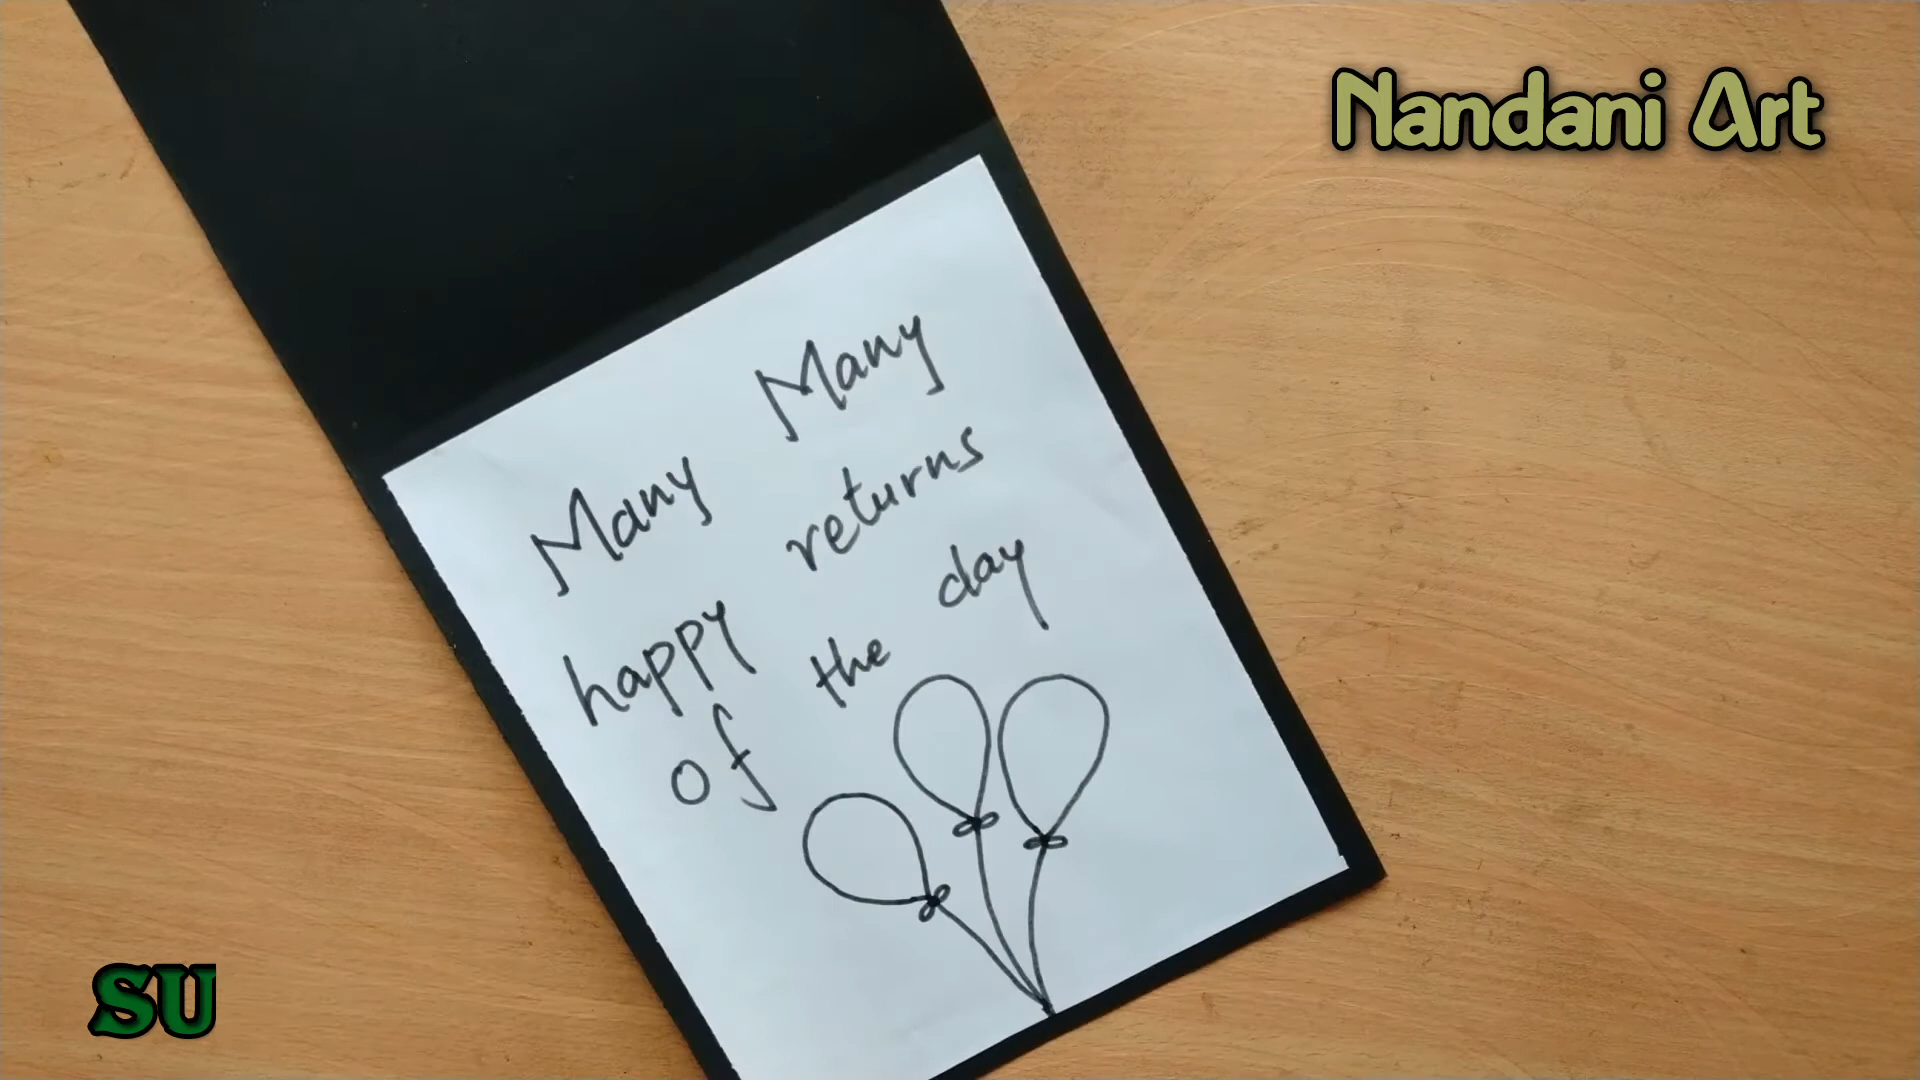 Nandani Art
Many Many
happy returns
of the day
SU